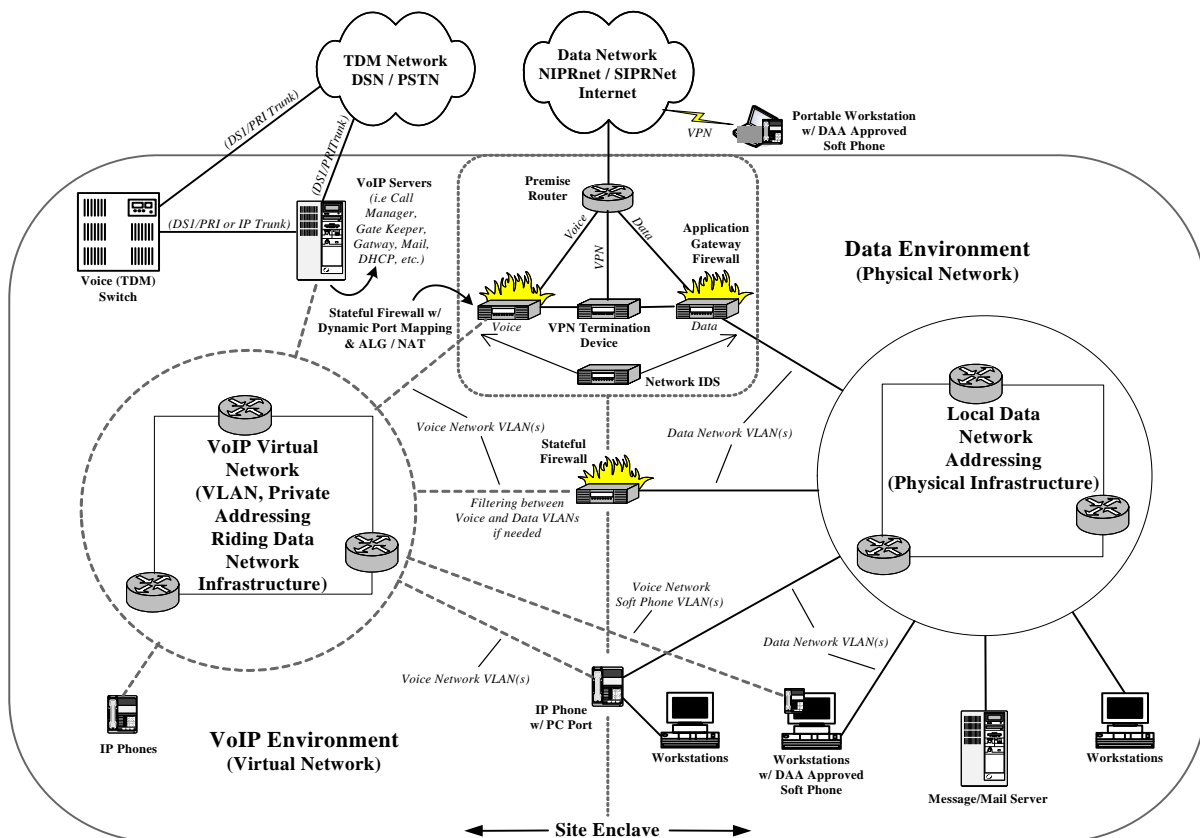 TDM Network
DSN / PSTN
Data Network
NIPRnet / SIPRNet
Internet
VPN
Portable Workstation
w/ DAA Approved
Soft Phone
(DS1/PRI Trunk)
(DS1/PRITrunk)
Premise
Router
VoIP Servers
(i.e Call
Manager,
Gate Keeper,
Gatway, Mail,
DHCP, etc.)
(DS1/PRI or IP Trunk)
Voice (TDM)
Switch
Voice
VPN
Data
Application
Gateway
Firewall
Data Environment
(Physical Network)
Stateful Firewall w/
Dynamic Port Mapping
& ALG / NAT
Voice
VPN Termination
Device
Data
Network IDS
Voice Network VLAN(s)
Data Network VLAN(s)
Stateful
Firewall
VoIP Virtual
Network
(VLAN, Private
Addressing
Riding Data
Network
Infrastructure)
Local Data
Network
Addressing
(Physical Infrastructure)
Filtering between
Voice and Data VLANs
if needed
Voice Network
Soft Phone VLAN(s)
Data Network VLAN(s)
Voice Network VLAN(s)
IP Phones
IP Phone
w/ PC Port
VoIP Environment
(Virtual Network)
Workstations
Workstations
w/ DAA Approved
Soft Phone
Message/Mail Server
Workstations
Site Enclave